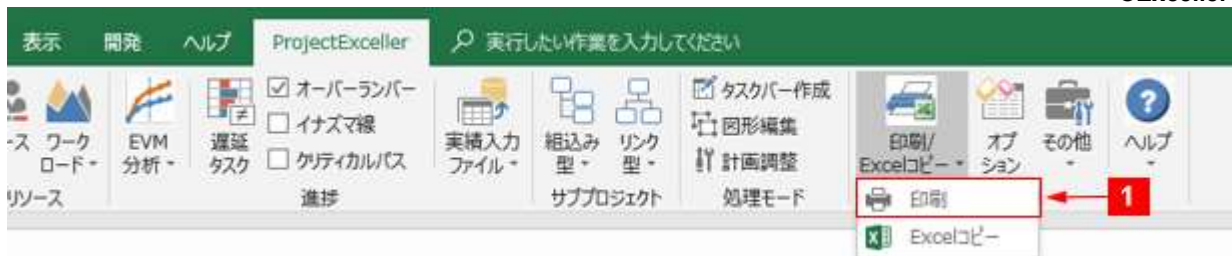 表示 開発 ヘルプ ProjectExceller 実行したい作業を入力してください
オーバーランバー
イナズマ線
クリティカルパス
ース ワーク
ロード
EVM
分析
遅延
タスク
実績入力
ファイル
組込み
型
リンク
型
タスクバー作成
図形編集
計画調整
印刷/
Excelコピー
オプ
ション
その他
ヘルプ
リソース
進捗
サブプロジェクト
処理モード
印刷
1
Excelコピー